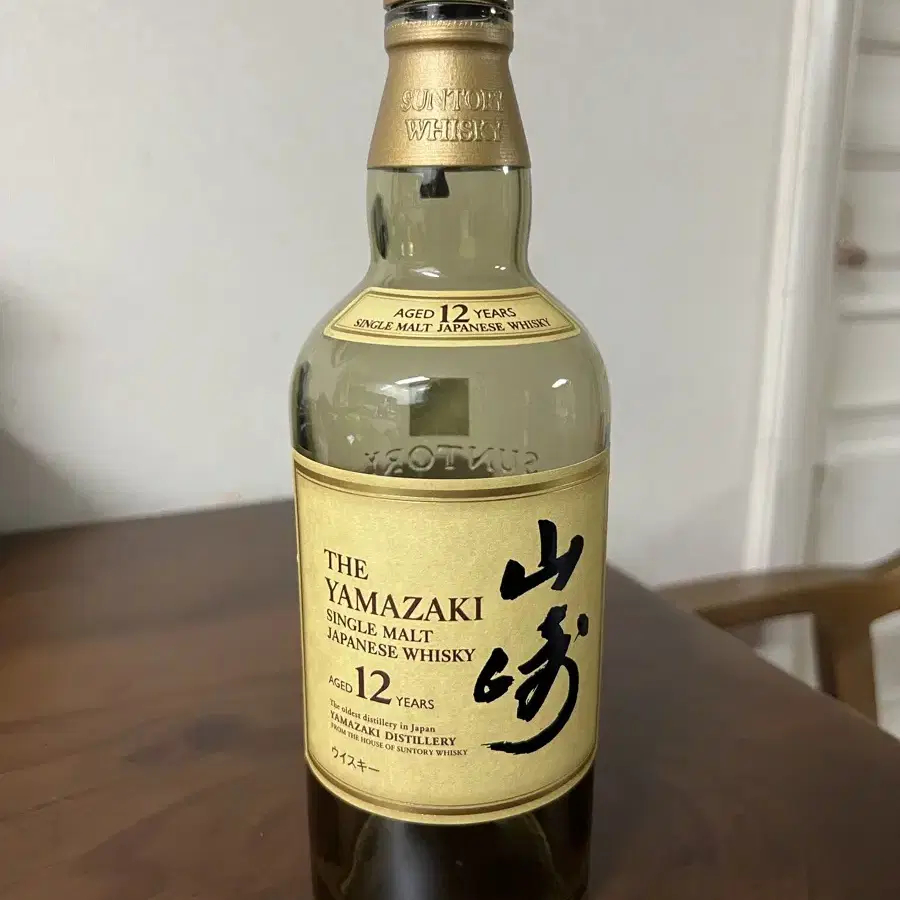 SUNTORY
WHISKY
AGED 12 YEARS
SINGLE MALT JAPANESE WHISKY
SUNTORY
THE
YAMAZAKI
SINGLE MALT
JAPANESE WHISKY
AGED 12 YEARS
The oldest distillery in Japan
YAMAZAKI DISTILLERY
FROM THE HOUSE OF SUNTORY WHISKY
ウイスキー
山崎